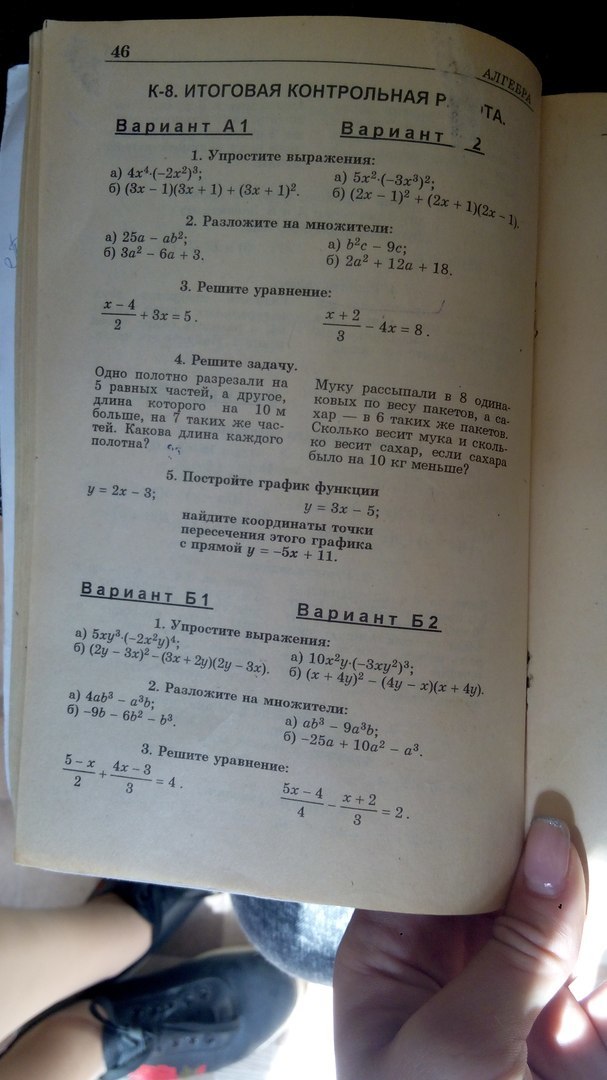 46
АЛГЕБРА
К-8. ИТОГОВАЯ КОНТРОЛЬНАЯ
Вариант А1
1. Упростите выражения:
а) 4x⁴·(−2x²)³;
б) (3x − 1)(3x + 1) + (3x + 1)².
Вариант 2
а) 5x²·(−3x³)²;
б) (2x − 1)² + (2x + 1)(2x − 1).
2. Разложите на множители:
а) 25a − ab²;
б) 3a² − 6a + 3.
а) b²c − 9c;
б) 2a² + 12a + 18.
3. Решите уравнение:
(x − 4)/2 + 3x = 5.
(x + 2)/3 − 4x = 8.
4. Решите задачу.
Одно полотно разрезали на
5 равных частей, а другое,
длина которого на 10 м
больше, на 7 таких же час-
тей. Какова длина каждого
полотна?
Муку рассыпали в 8 одина-
ковых по весу пакетов, а са-
хар — в 6 таких же пакетов.
Сколько весит мука и сколь-
ко весит сахар, если сахара
было на 10 кг меньше?
5. Постройте график функции
y = 2x − 3;
y = 3x − 5;
найдите координаты точки
пересечения этого графика
с прямой y = −5x + 11.
Вариант Б1
Вариант Б2
1. Упростите выражения:
а) 5xy³·(−2x²y)⁴;
б) (2y − 3x)² − (3x + 2y)(2y − 3x).
а) 10x²y·(−3xy²)³;
б) (x + 4y)² − (4y − x)(x + 4y).
2. Разложите на множители:
а) 4ab³ − a³b;
б) −9b − 6b² − b³.
а) ab³ − 9a³b;
б) −25a + 10a² − a³.
3. Решите уравнение:
(5 − x)/2 + (4x − 3)/3 = 4.
(5x − 4)/4 − (x + 2)/3 = 2.